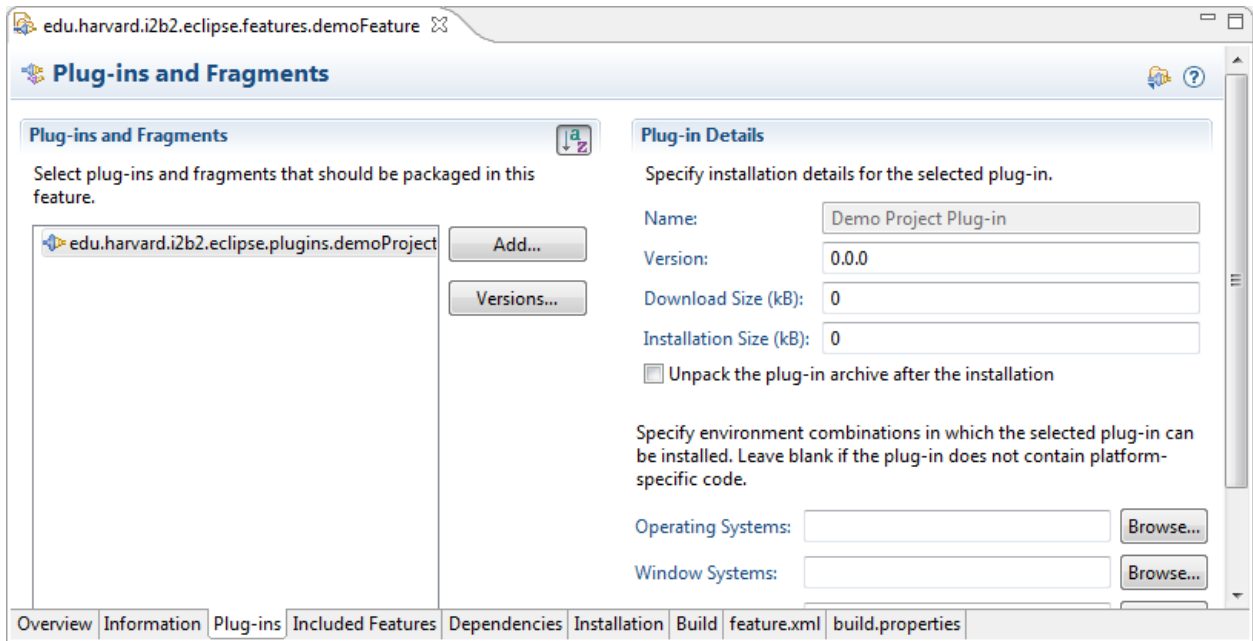 edu.harvard.i2b2.eclipse.features.demoFeature
Plug-ins and Fragments
Plug-ins and Fragments
a
z
Select plug-ins and fragments that should be packaged in this
feature.
edu.harvard.i2b2.eclipse.plugins.demoProject
Add...
Versions...
Plug-in Details
Specify installation details for the selected plug-in.
Name: Demo Project Plug-in
Version: 0.0.0
Download Size (kB): 0
Installation Size (kB): 0
Unpack the plug-in archive after the installation
Specify environment combinations in which the selected plug-in can
be installed. Leave blank if the plug-in does not contain platform-
specific code.
Operating Systems: Browse...
Window Systems: Browse...
Overview Information Plug-ins Included Features Dependencies Installation Build feature.xml build.properties